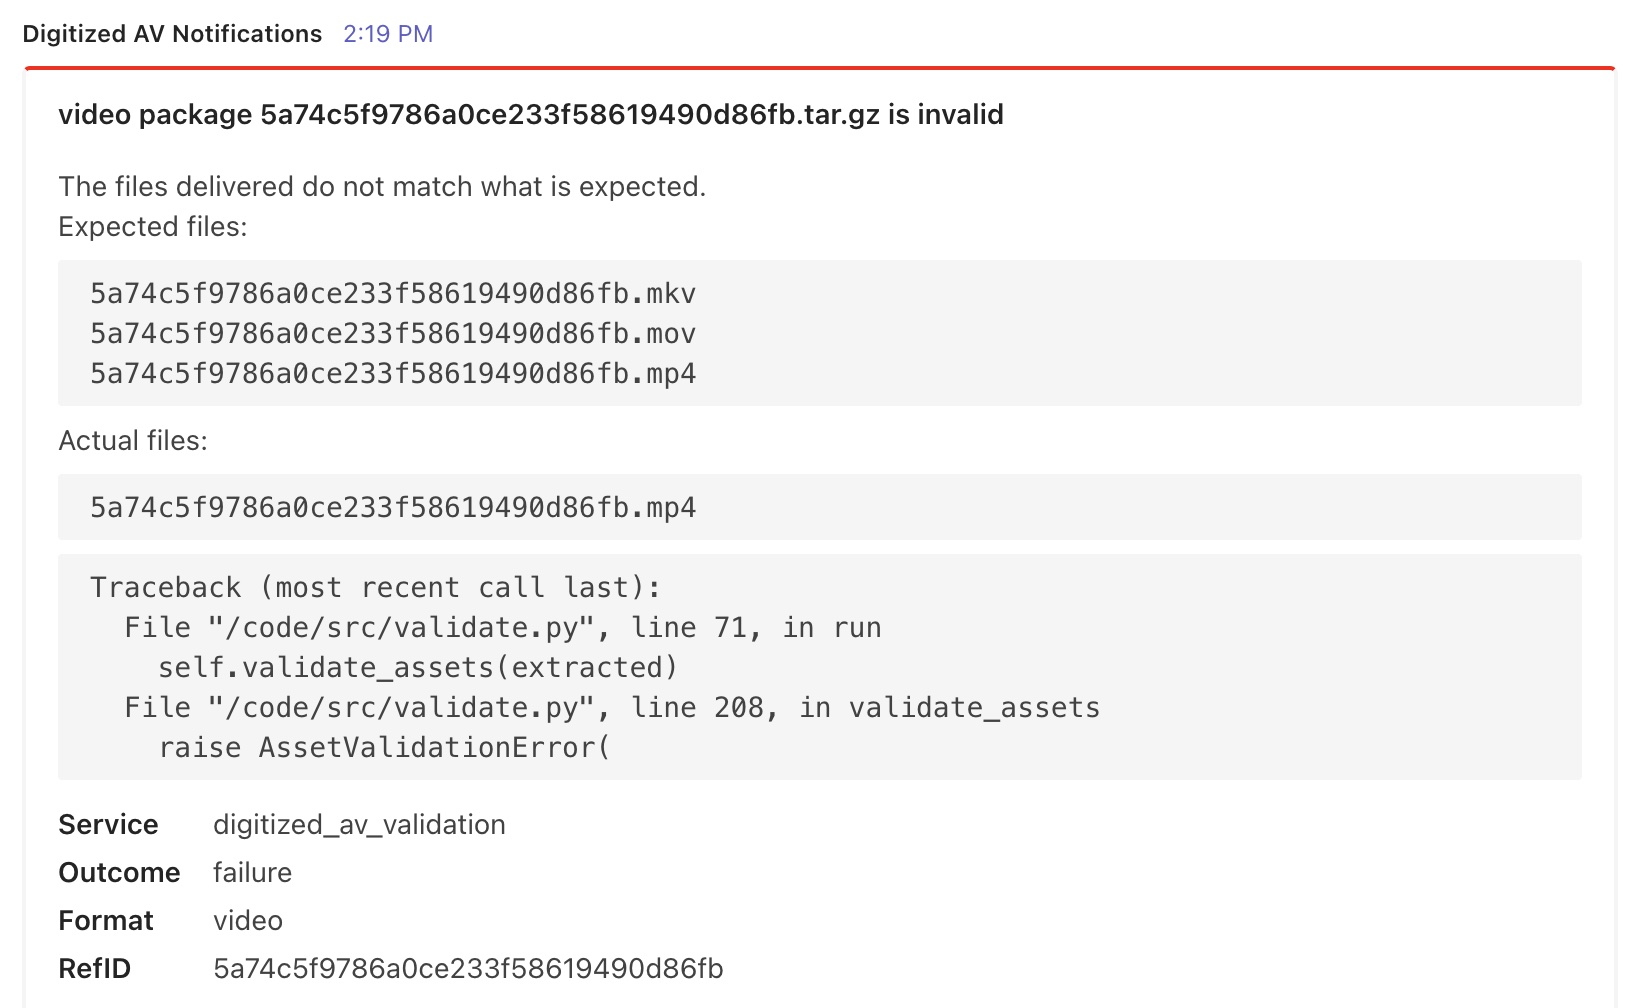 Digitized AV Notifications 2:19 PM
video package 5a74c5f9786a0ce233f58619490d86fb.tar.gz is invalid
The files delivered do not match what is expected.
Expected files:
5a74c5f9786a0ce233f58619490d86fb.mkv
5a74c5f9786a0ce233f58619490d86fb.mov
5a74c5f9786a0ce233f58619490d86fb.mp4
Actual files:
5a74c5f9786a0ce233f58619490d86fb.mp4
Traceback (most recent call last):
  File "/code/src/validate.py", line 71, in run
    self.validate_assets(extracted)
  File "/code/src/validate.py", line 208, in validate_assets
    raise AssetValidationError(
Service digitized_av_validation
Outcome failure
Format video
RefID 5a74c5f9786a0ce233f58619490d86fb